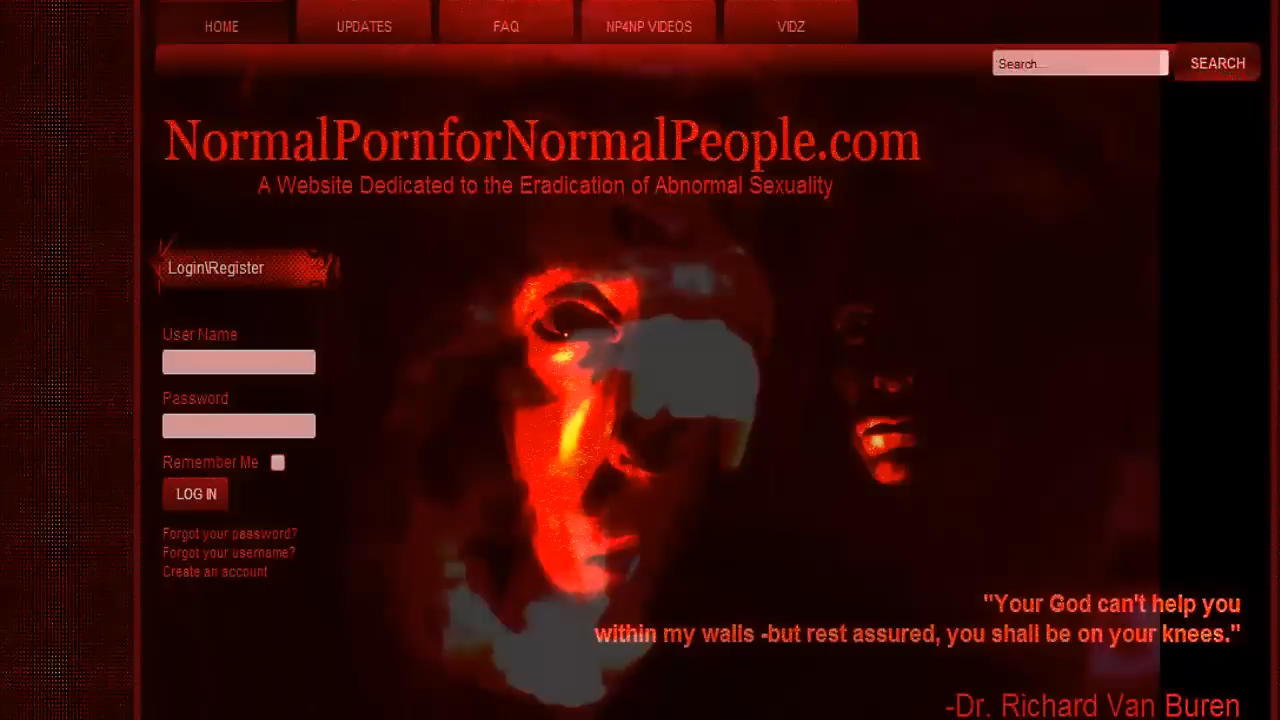 HOME
UPDATES
FAQ
NP4NP VIDEOS
VIDZ
Search...
SEARCH
NormalPornforNormalPeople.com
A Website Dedicated to the Eradication of Abnormal Sexuality
Login\Register
User Name
Password
Remember Me
LOG IN
Forgot your password?
Forgot your username?
Create an account
"Your God can't help you
within my walls -but rest assured, you shall be on your knees."
-Dr. Richard Van Buren